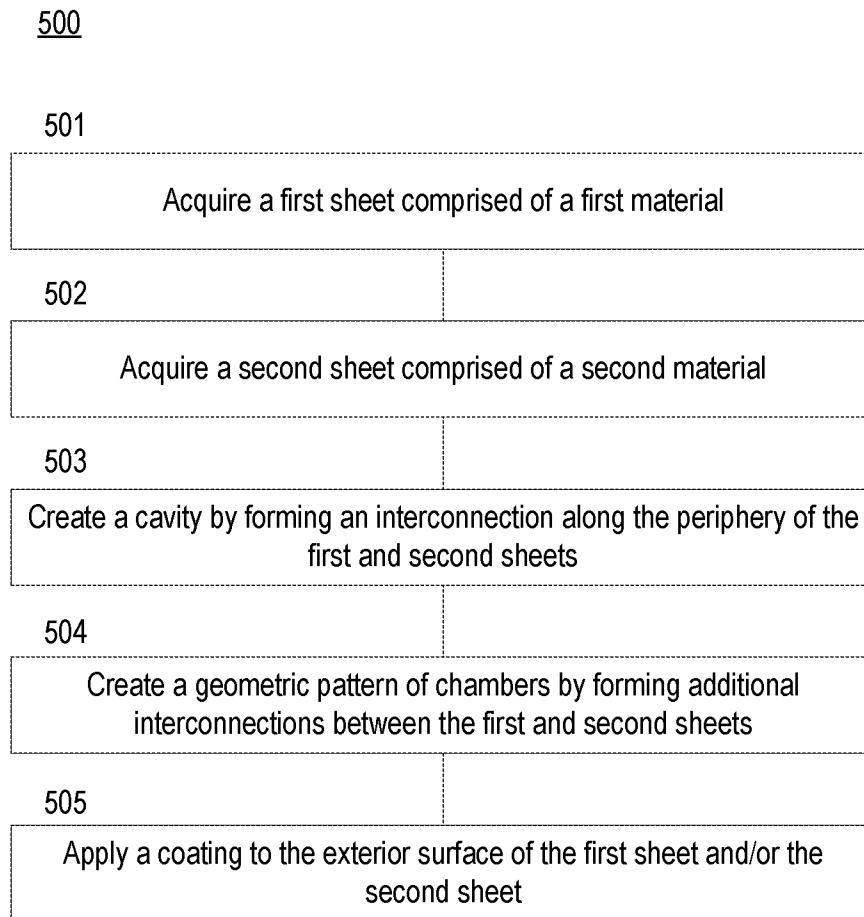 500
501
Acquire a first sheet comprised of a first material
502
Acquire a second sheet comprised of a second material
503
Create a cavity by forming an interconnection along the periphery of the
first and second sheets
504
Create a geometric pattern of chambers by forming additional
interconnections between the first and second sheets
505
Apply a coating to the exterior surface of the first sheet and/or the
second sheet